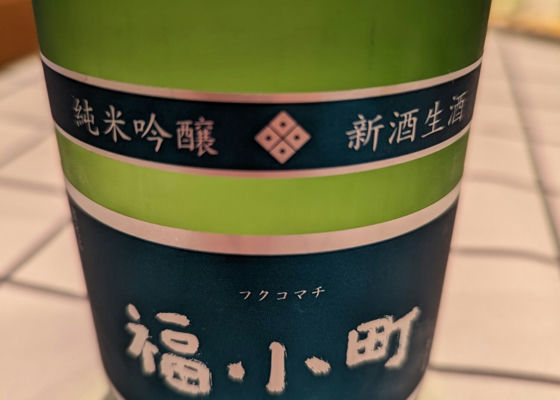 純米吟醸 新酒生酒
フクコマチ
福小町